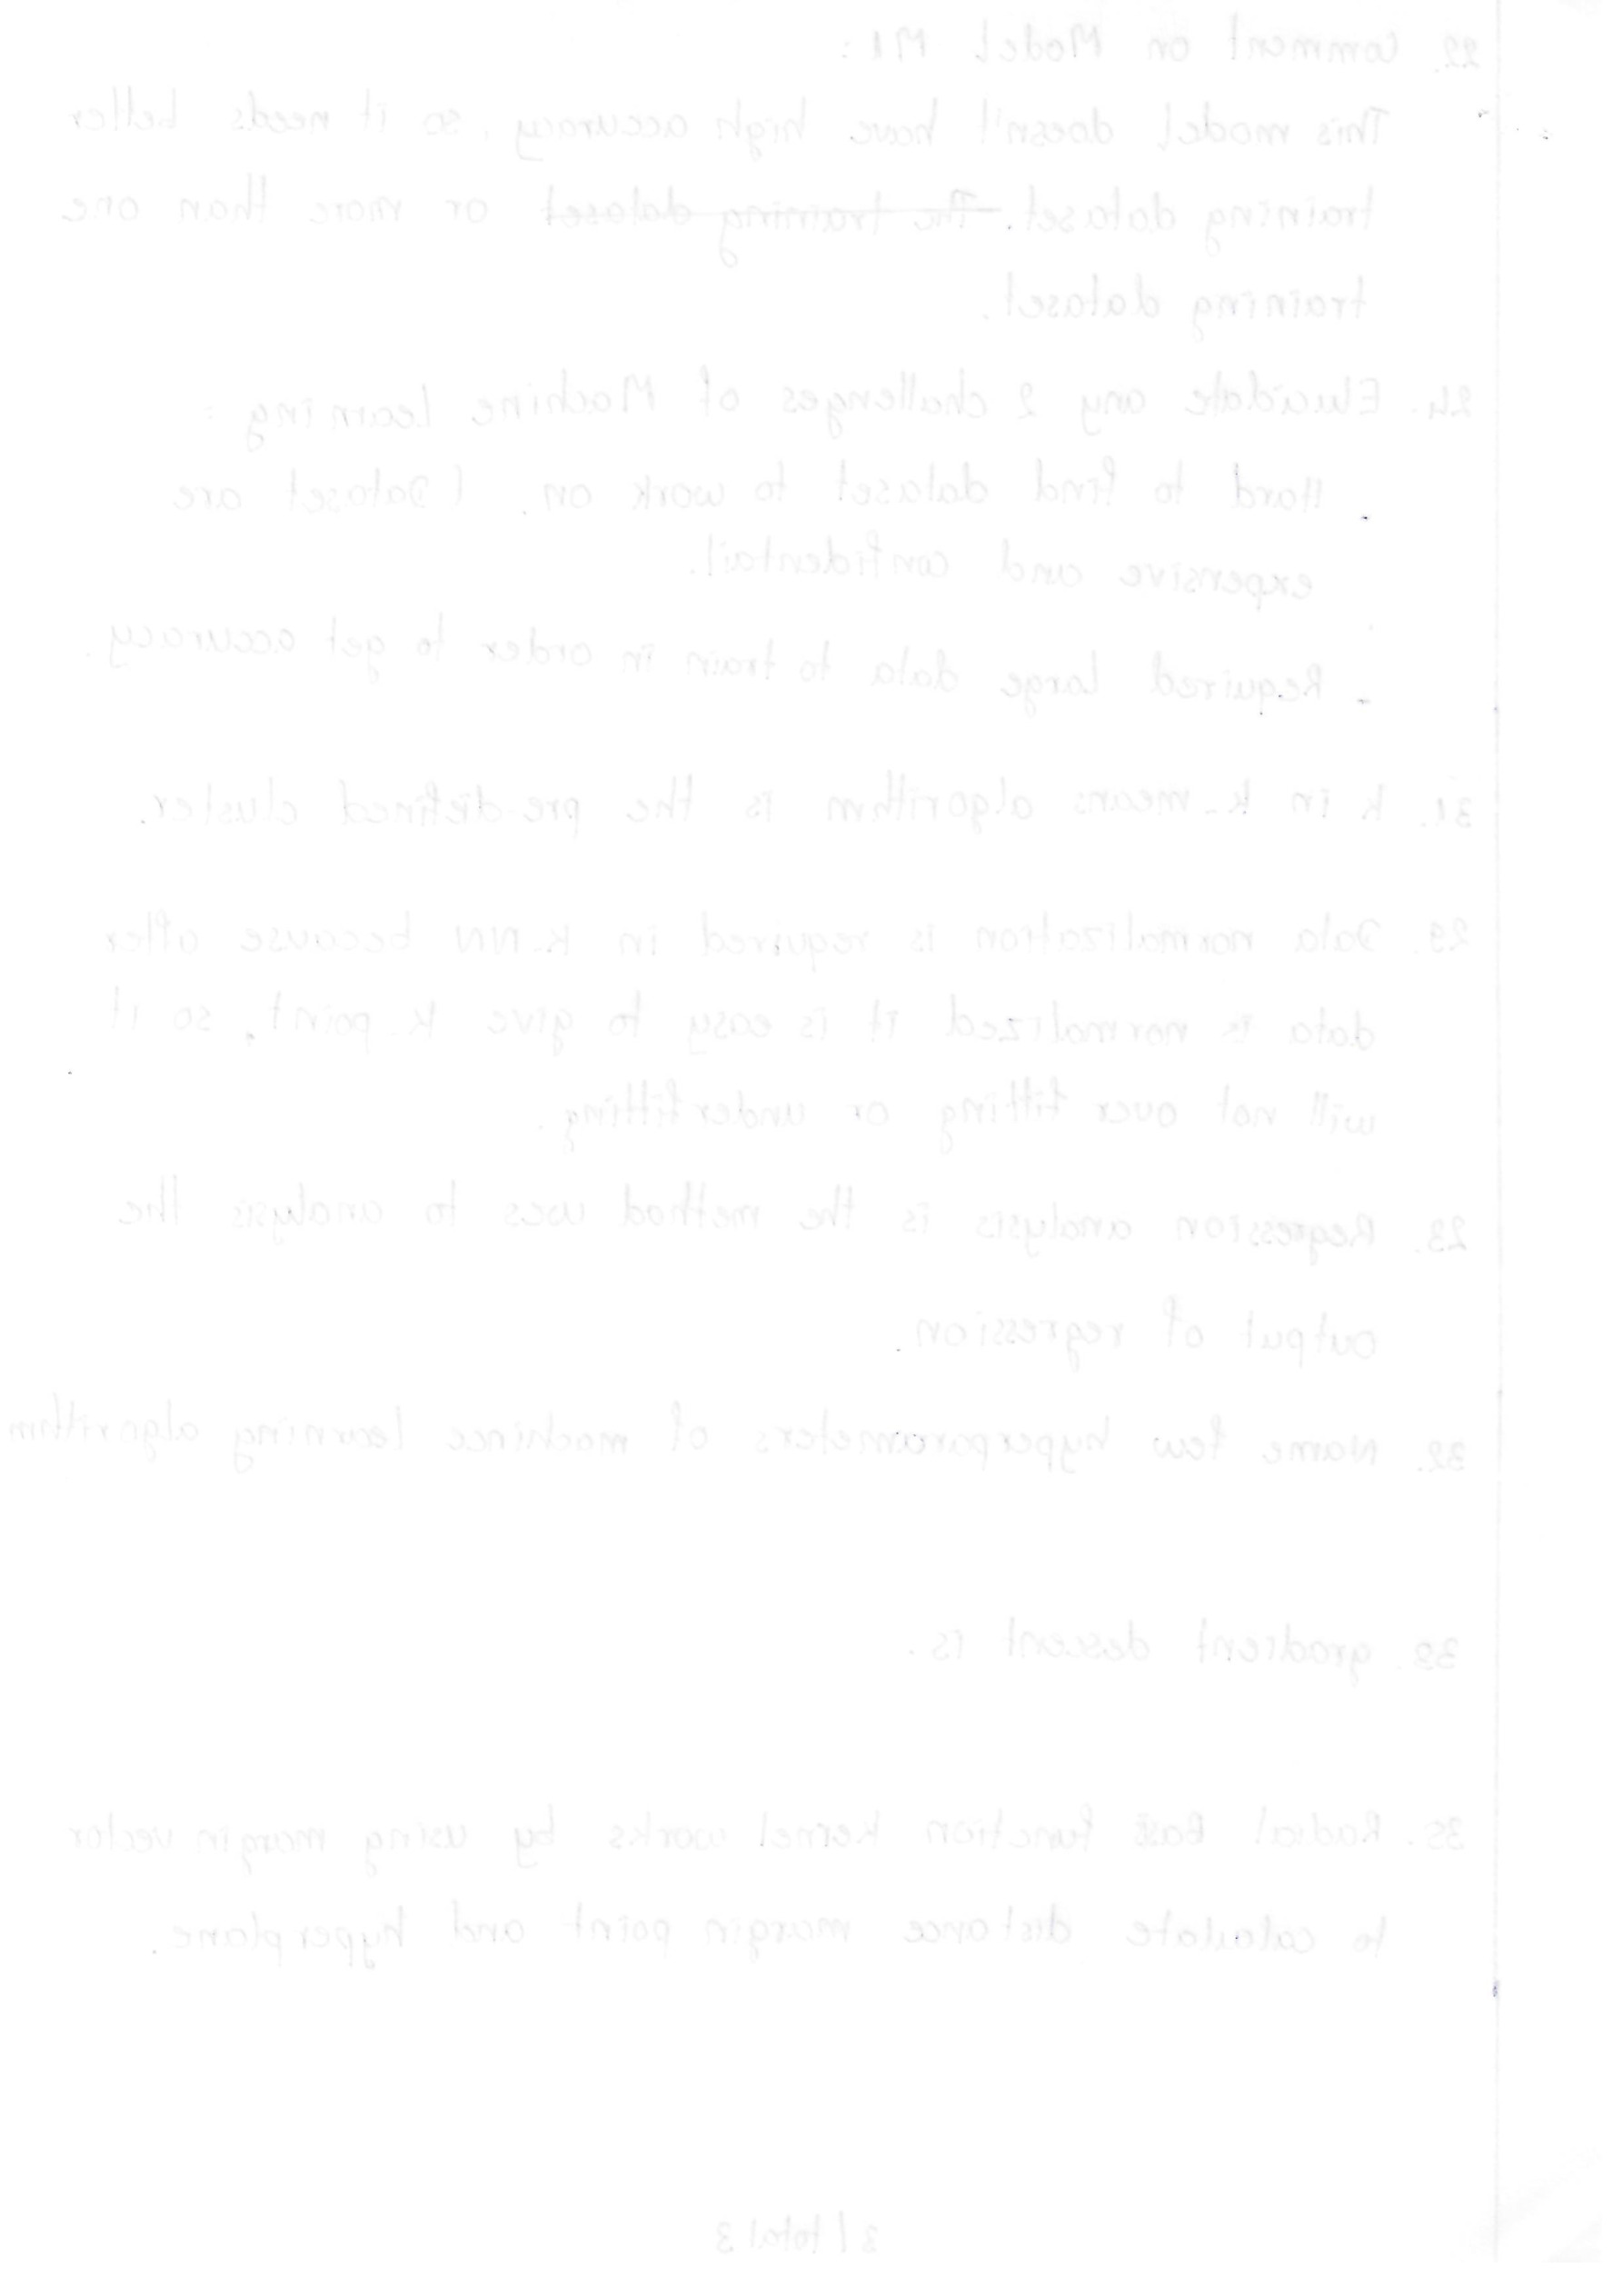 22. Comment on Model M1 :
This model doesn't have high accuracy, so it needs better
training dataset. The training dataset or more than one
training dataset.
24. Elucidate any 2 challenges of Machine Learning :
- Hard to find dataset to work on. (Dataset are
expensive and confidentail.
- Required large data to train in order to get accuracy.
31. K in K-means algorithm is the pre-defined cluster.
29. Data normalization is required in K-NN because after
data is normalized it is easy to give K-point, so it
will not over fitting or underfitting.
23. Regression analysis is the method uses to analysis the
output of regression.
32. Name few hyperparameters of machince learning algorithm
32. gradient descent is.
35. Radial Basis function Kernel works by using margin vector
to calculate distance margin point and hyperplane.
3 / total 3